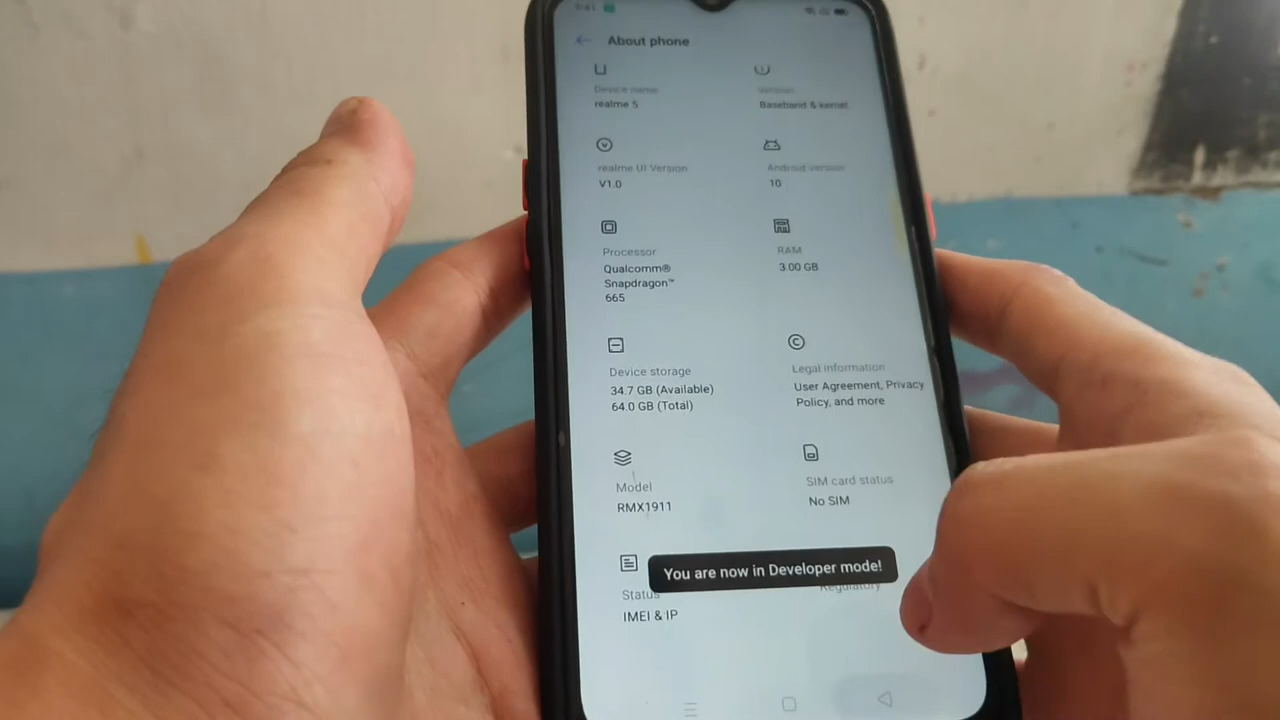 9:41
About phone
Device name
realme 5
Version
Baseband & kernel
realme UI Version
V1.0
Android version
10
Processor
Qualcomm®
Snapdragon™
665
RAM
3.00 GB
Device storage
34.7 GB (Available)
64.0 GB (Total)
Legal information
User Agreement, Privacy
Policy, and more
Model
RMX1911
SIM card status
No SIM
You are now in Developer mode!
Status
IMEI & IP
Regulatory